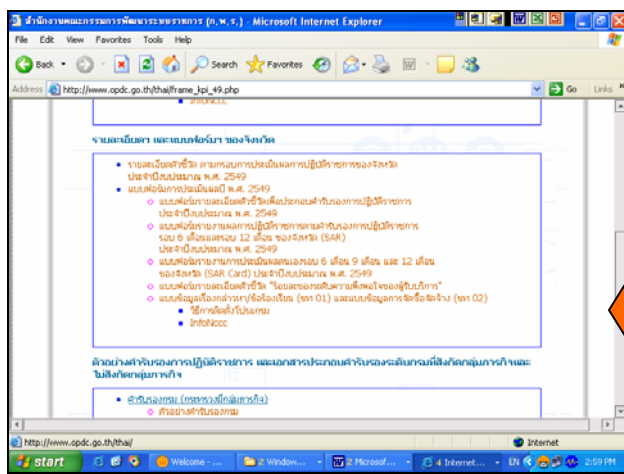 สำนักงานคณะกรรมการพัฒนาระบบราชการ (ก.พ.ร.) - Microsoft Internet Explorer
File Edit View Favorites Tools Help
Back Search Favorites
Address http://www.opdc.go.th/thai/frame_kpi_49.php Go Links
InfoNccc
รายละเอียดฯ และแบบฟอร์มฯ ของจังหวัด
รายละเอียดตัวชี้วัด ตามกรอบการประเมินผลการปฏิบัติราชการของจังหวัด
ประจำปีงบประมาณ พ.ศ. 2549
แบบฟอร์มการประเมินผลปี พ.ศ. 2549
แบบฟอร์มรายละเอียดตัวชี้วัดเพื่อประกอบคำรับรองการปฏิบัติราชการ
ประจำปีงบประมาณ พ.ศ. 2549
แบบฟอร์มรายงานผลการปฏิบัติราชการตามคำรับรองการปฏิบัติราชการ
รอบ 6 เดือนและรอบ 12 เดือน ของจังหวัด (SAR)
ประจำปีงบประมาณ พ.ศ. 2549
แบบฟอร์มรายงานการประเมินผลตนเองรอบ 6 เดือน 9 เดือน และ 12 เดือน
ของจังหวัด (SAR Card) ประจำปีงบประมาณ พ.ศ. 2549
แบบฟอร์มรายละเอียดตัวชี้วัด "ร้อยละของระดับความพึงพอใจของผู้รับบริการ"
แบบข้อมูลเรื่องกล่าวหา/ข้อร้องเรียน (ขกา 01) และแบบข้อมูลการจัดซื้อจัดจ้าง (ขกา 02)
วิธีการติดตั้งโปรแกรม
InfoNccc
ตัวอย่างคำรับรองการปฏิบัติราชการ และเอกสารประกอบคำรับรองระดับกรมที่สังกัดกลุ่มภารกิจและ
ไม่สังกัดกลุ่มภารกิจ
คำรับรองกรม (กระทรวงมีกลุ่มภารกิจ)
ตัวอย่างคำรับรองกรม
http://www.opdc.go.th/thai/ Internet
start Welcome - ... 2 Window... 2 Microsof... 4 Internet... EN 2:59 PM